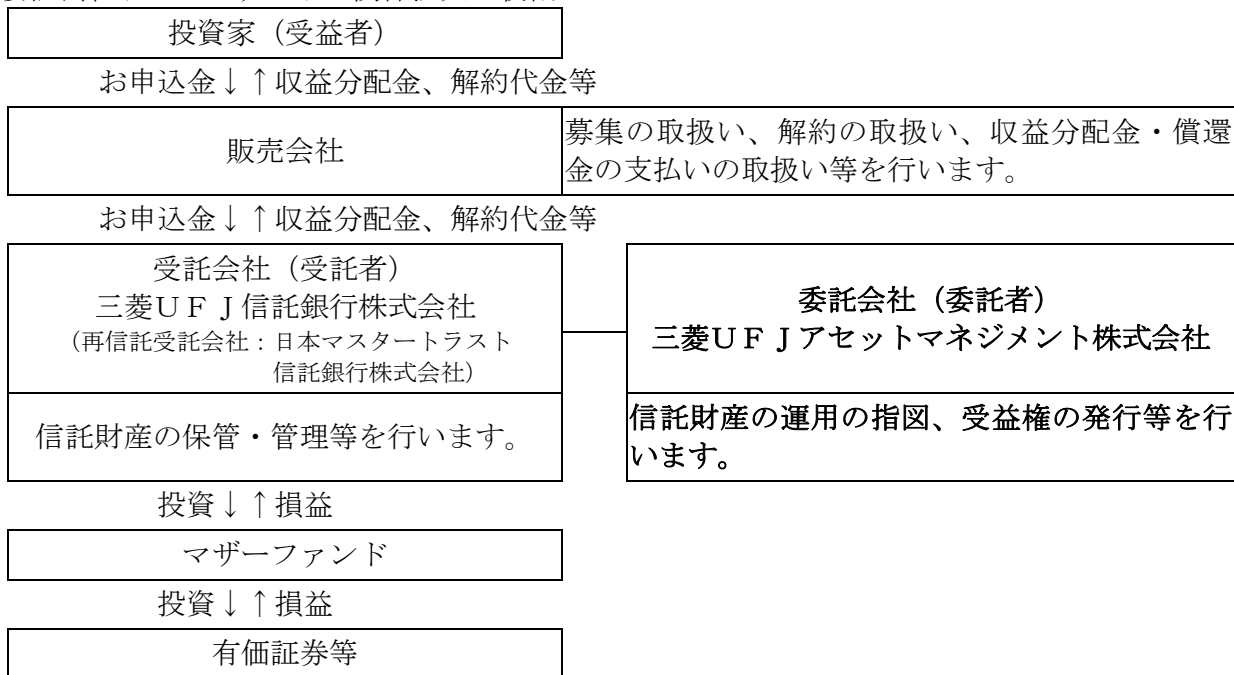 投資家（受益者）
お申込金↓↑収益分配金、解約代金等
販売会社
募集の取扱い、解約の取扱い、収益分配金・償還
金の支払いの取扱い等を行います。
お申込金↓↑収益分配金、解約代金等
受託会社（受託者）
三菱ＵＦＪ信託銀行株式会社
（再信託受託会社：日本マスタートラスト
信託銀行株式会社）
委託会社（委託者）
三菱ＵＦＪアセットマネジメント株式会社
信託財産の保管・管理等を行います。
信託財産の運用の指図、受益権の発行等を行
います。
投資↓↑損益
マザーファンド
投資↓↑損益
有価証券等